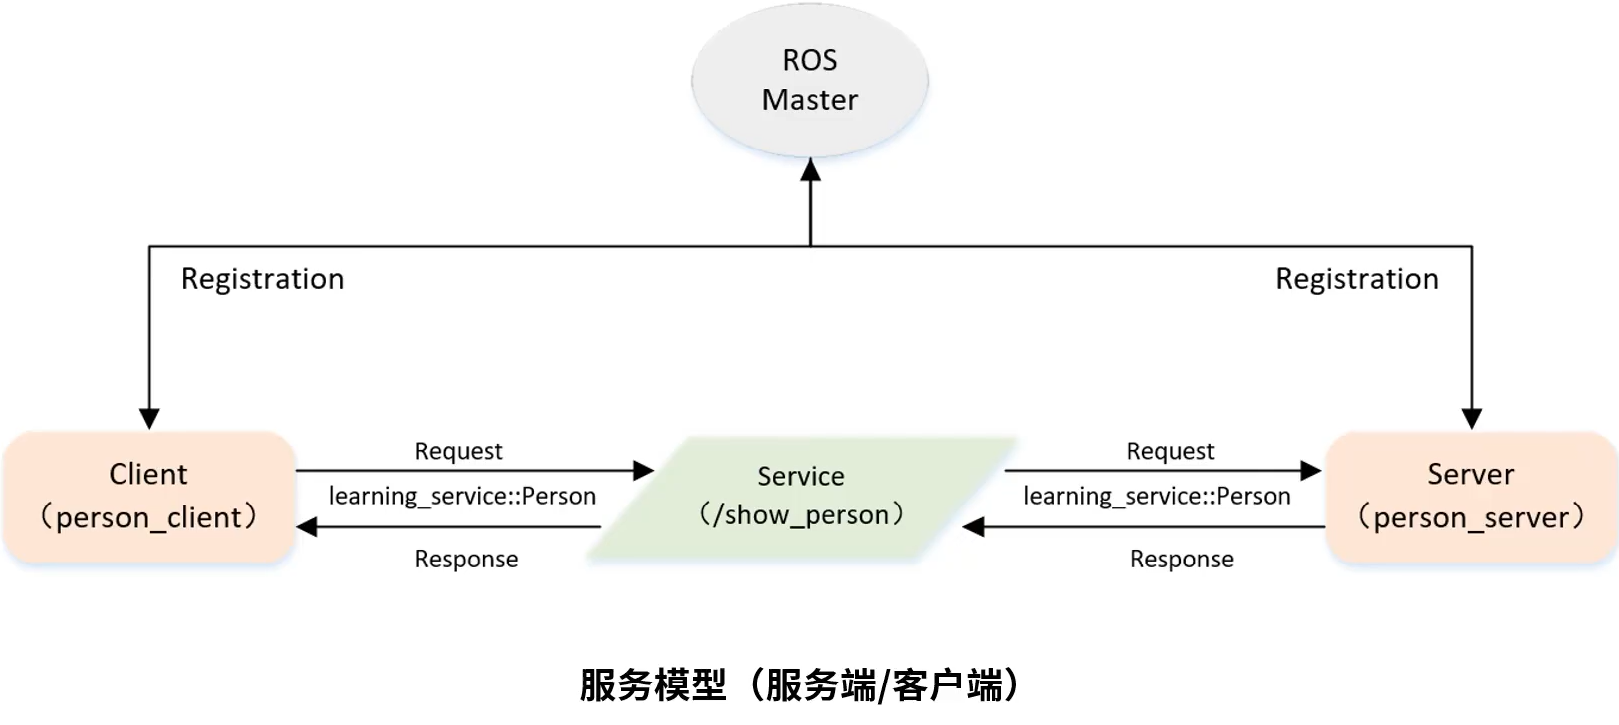 ROS
Master
Registration
Registration
Client
（person_client）
Request
learning_service::Person
Response
Service
（/show_person）
Request
learning_service::Person
Response
Server
（person_server）
服务模型（服务端/客户端）